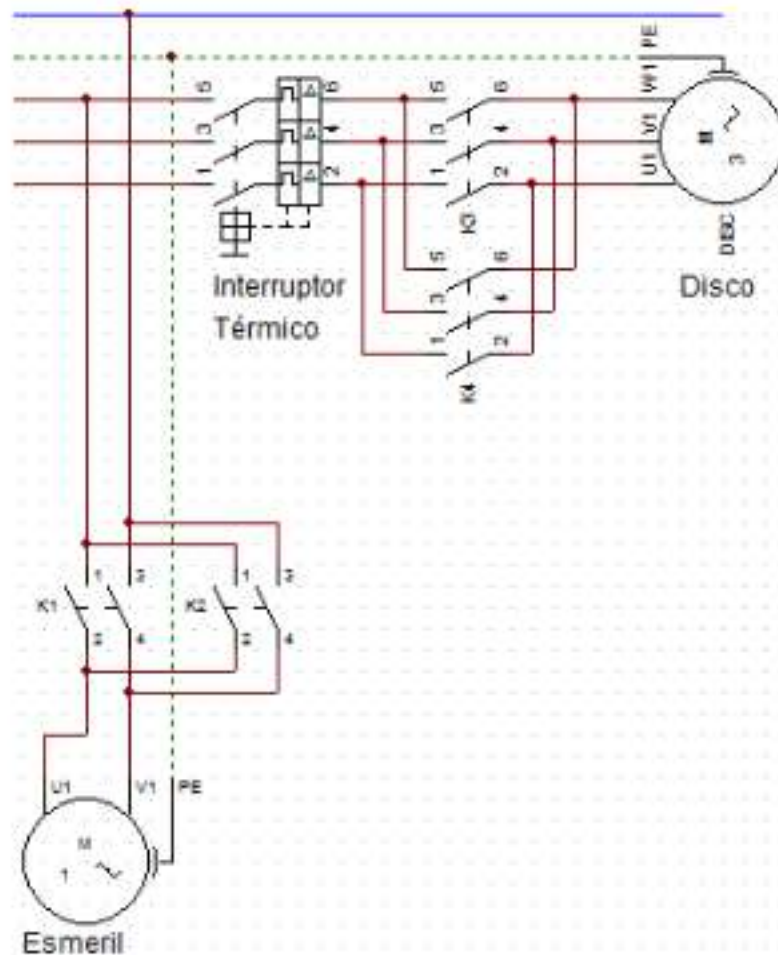 PE
W1
V1
U1
5 6 5 6
3 4 3 4
1 2 1 2
K3
M
3
DISC
Interruptor
Térmico
Disco
5 6
3 4
1 2
K4
1 3 1 3
K1 K2
2 4 2 4
U1 V1 PE
M
1
Esmeril